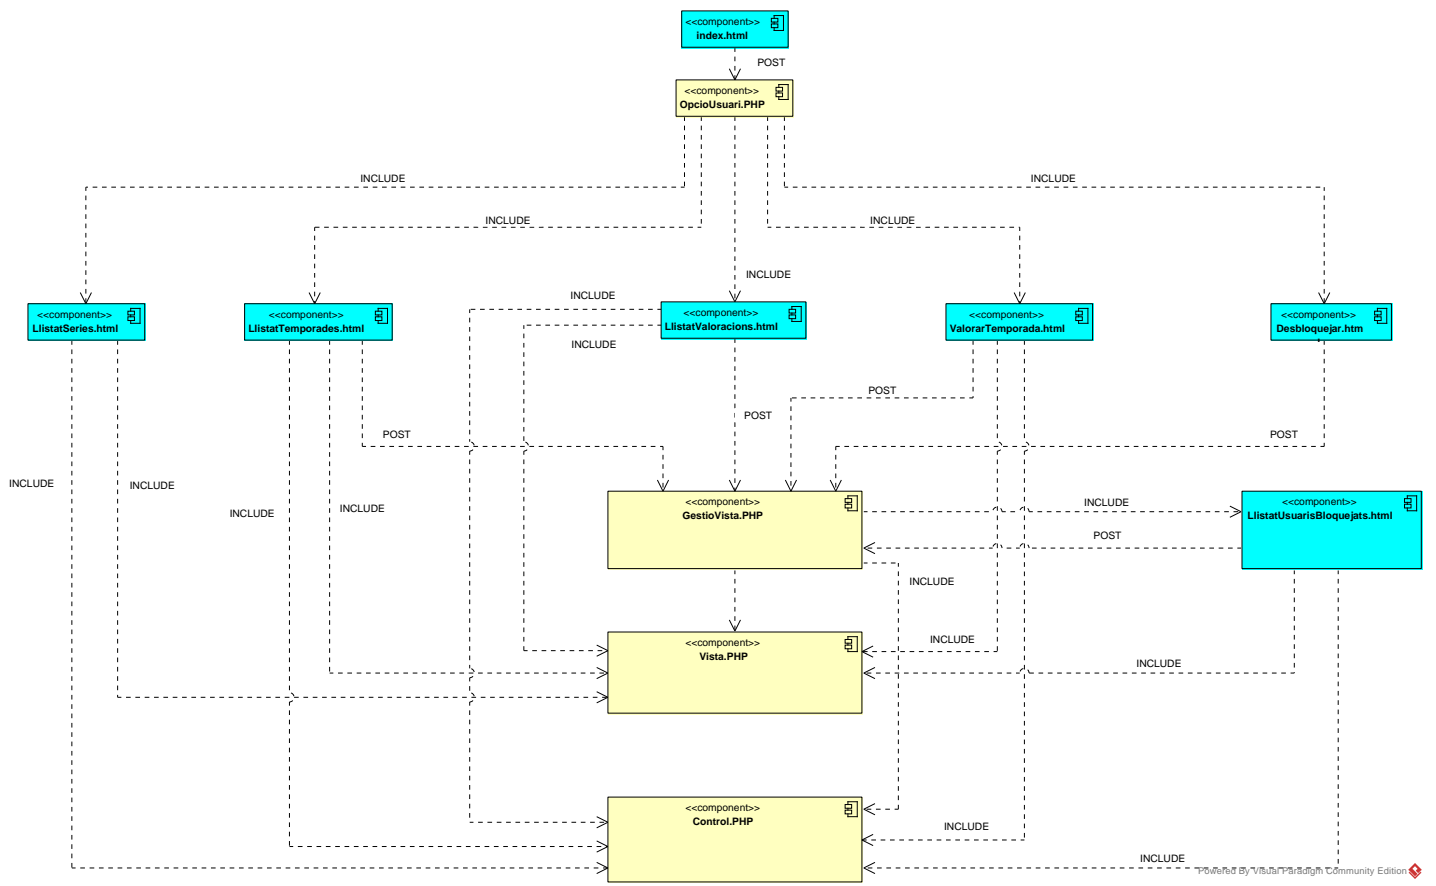 <<component>>
index.html
POST
<<component>>
OpcioUsuari.PHP
INCLUDE
INCLUDE
INCLUDE
INCLUDE
INCLUDE
<<component>>
LlistatSeries.html
<<component>>
LlistatTemporades.html
INCLUDE
<<component>>
LlistatValoracions.html
INCLUDE
<<component>>
ValorarTemporada.html
<<component>>
Desbloquejar.htm
POST
POST
POST
POST
INCLUDE
INCLUDE
INCLUDE
INCLUDE
<<component>>
GestioVista.PHP
INCLUDE
POST
<<component>>
LlistatUsuarisBloquejats.html
INCLUDE
<<component>>
Vista.PHP
INCLUDE
INCLUDE
<<component>>
Control.PHP
INCLUDE
INCLUDE
Powered By Visual Paradigm Community Edition